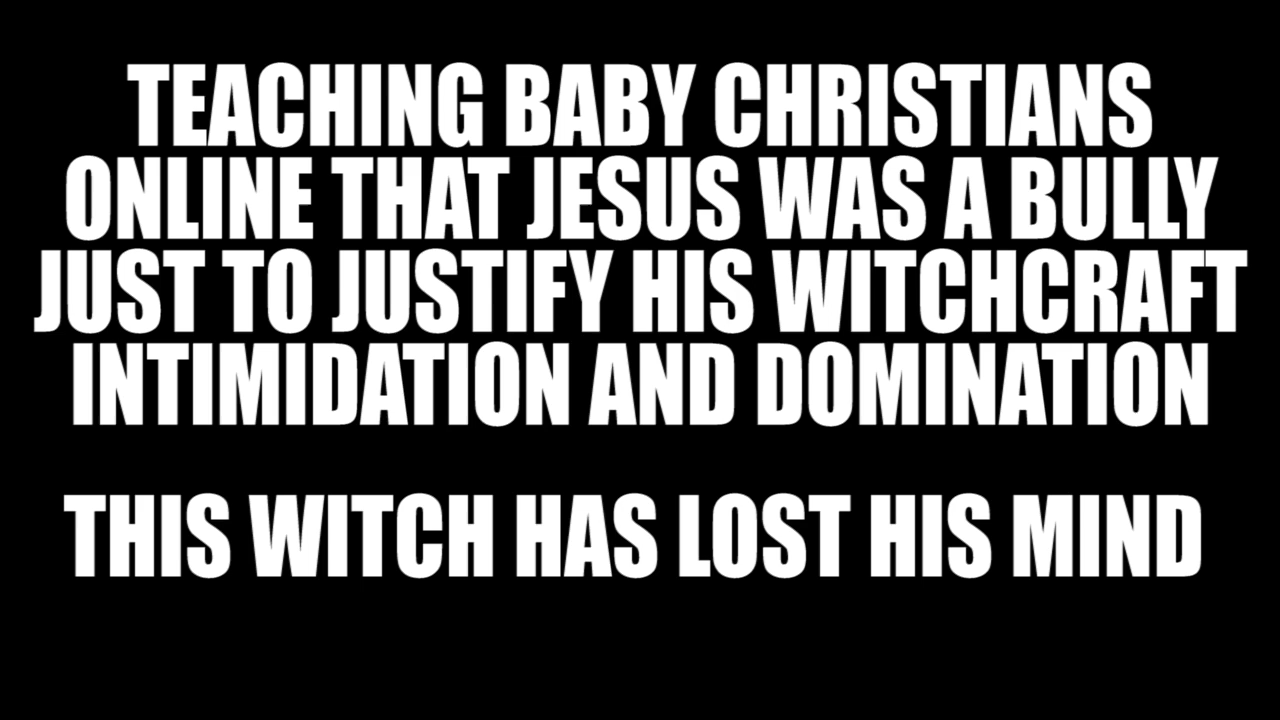 TEACHING BABY CHRISTIANS
ONLINE THAT JESUS WAS A BULLY
JUST TO JUSTIFY HIS WITCHCRAFT
INTIMIDATION AND DOMINATION
THIS WITCH HAS LOST HIS MIND